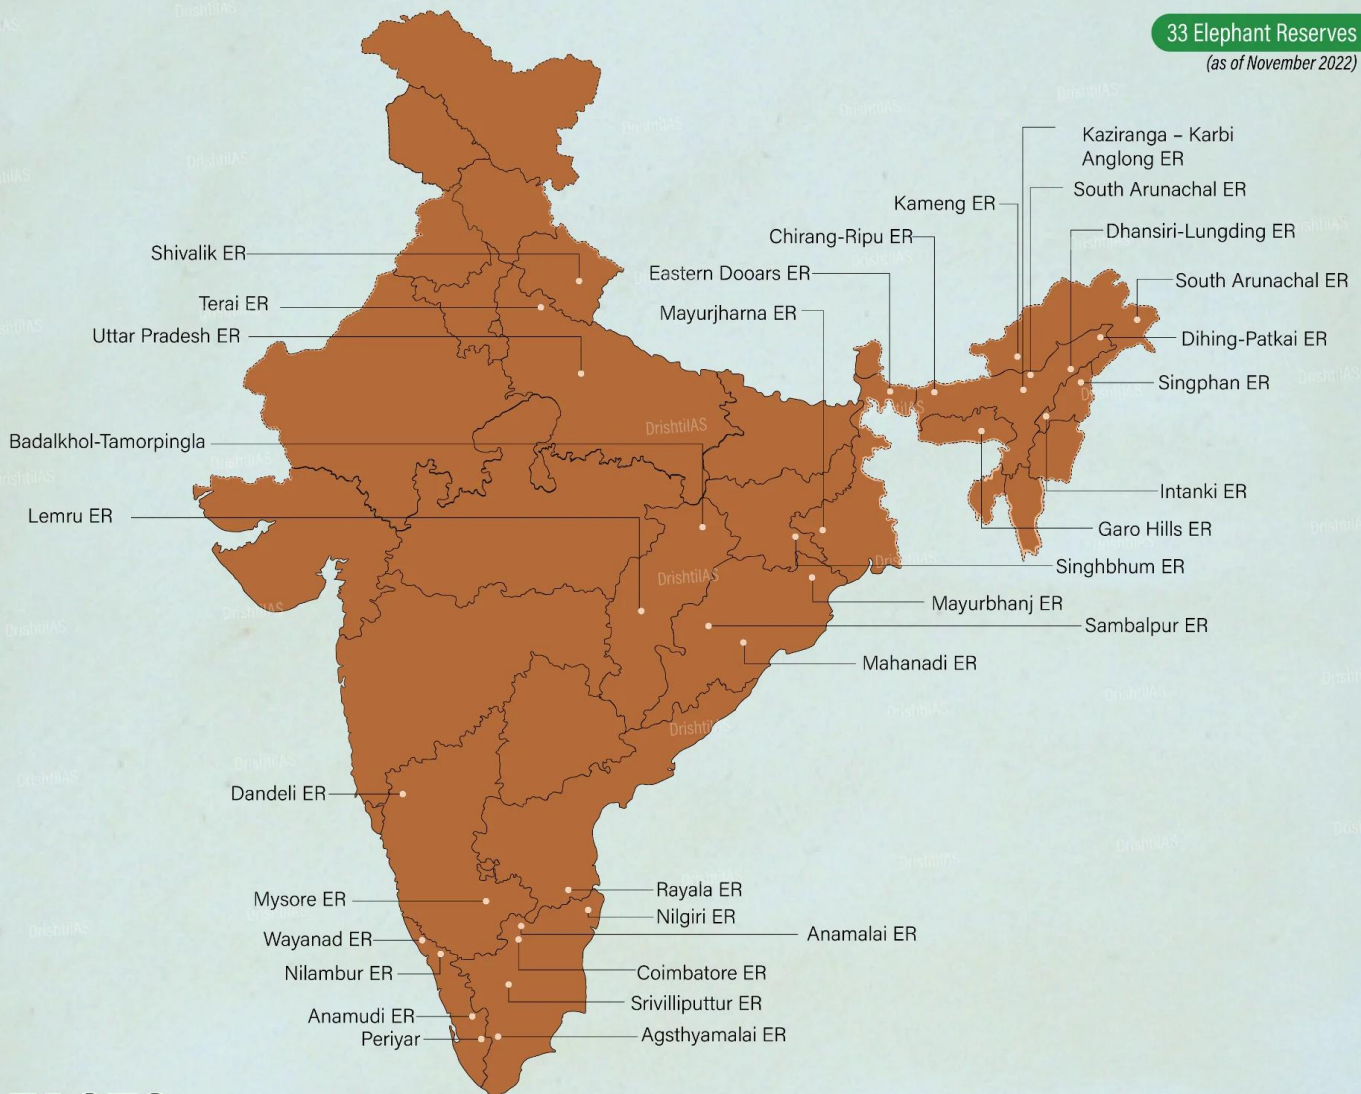 33 Elephant Reserves
(as of November 2022)
Kaziranga – Karbi
Anglong ER
South Arunachal ER
Kameng ER
Chirang-Ripu ER
Dhansiri-Lungding ER
Shivalik ER
Eastern Dooars ER
South Arunachal ER
Terai ER
Mayurjharna ER
Uttar Pradesh ER
Dihing-Patkai ER
Singphan ER
Badalkhol-Tamorpingla
Intanki ER
Lemru ER
Garo Hills ER
Singhbhum ER
Mayurbhanj ER
Sambalpur ER
Mahanadi ER
Dandeli ER
Rayala ER
Mysore ER
Nilgiri ER
Anamalai ER
Wayanad ER
Nilambur ER
Coimbatore ER
Srivilliputtur ER
Anamudi ER
Periyar
Agsthyamalai ER
DrishtiIAS
DrishtiIAS
DrishtiIAS